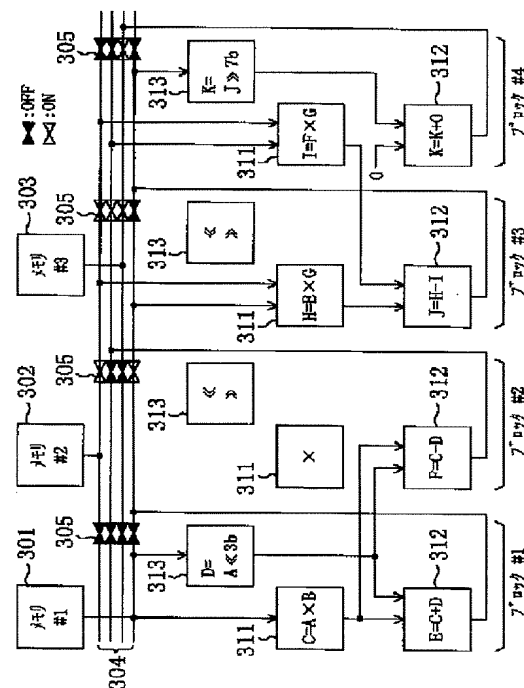 :OFF
:ON
301
302
303
メモリ
#1
メモリ
#2
メモリ
#3
305
305
305
305
304
313
D=
A≪3b
313
≪
≫
313
≪
≫
313
K=
J≫7b
311
C=A×B
311
×
311
H=B×G
311
I=F×G
0
312
E=C+D
312
F=C-D
312
J=H-I
312
K=K+0
ブロック #1
ブロック #2
ブロック #3
ブロック #4